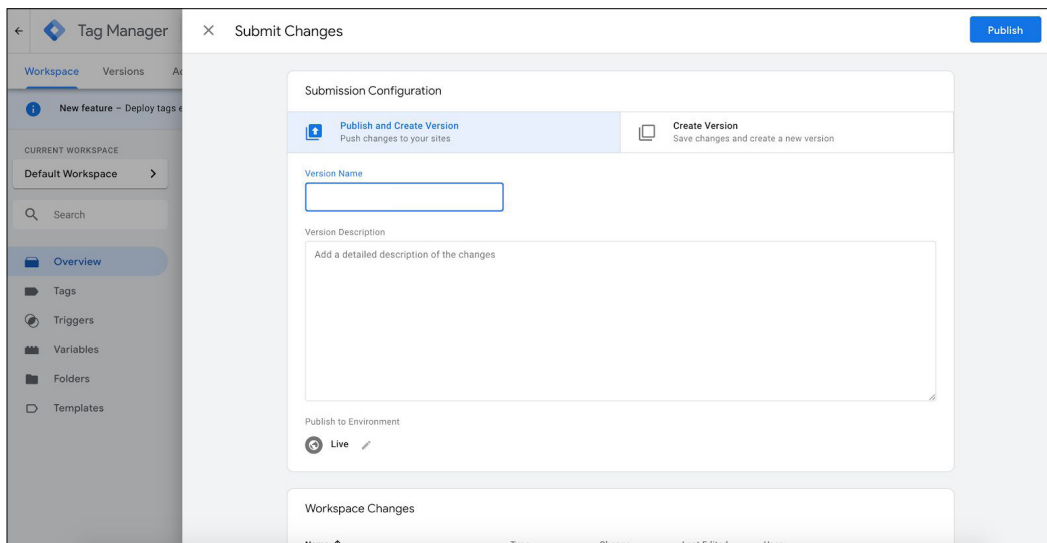 Tag Manager
Submit Changes
Publish
Workspace Versions
New feature – Deploy tags
CURRENT WORKSPACE
Default Workspace
Search
Overview
Tags
Triggers
Variables
Folders
Templates
Submission Configuration
Publish and Create Version
Push changes to your sites
Create Version
Save changes and create a new version
Version Name
Version Description
Add a detailed description of the changes
Publish to Environment
Live
Workspace Changes